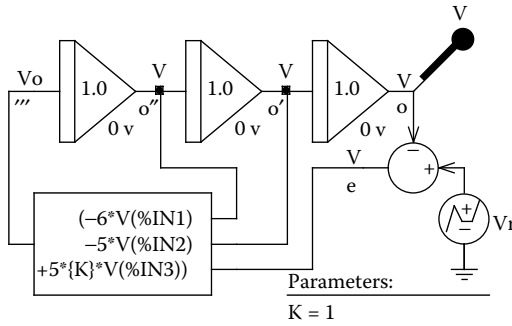 V
Vo
‴
1.0
0 v
V
o″
1.0
0 v
V
o′
1.0
0 v
V
o
−
+
V
e
(−6*V(%IN1)
−5*V(%IN2)
+5*{K}*V(%IN3))
+
−
Vr
Parameters:
K = 1